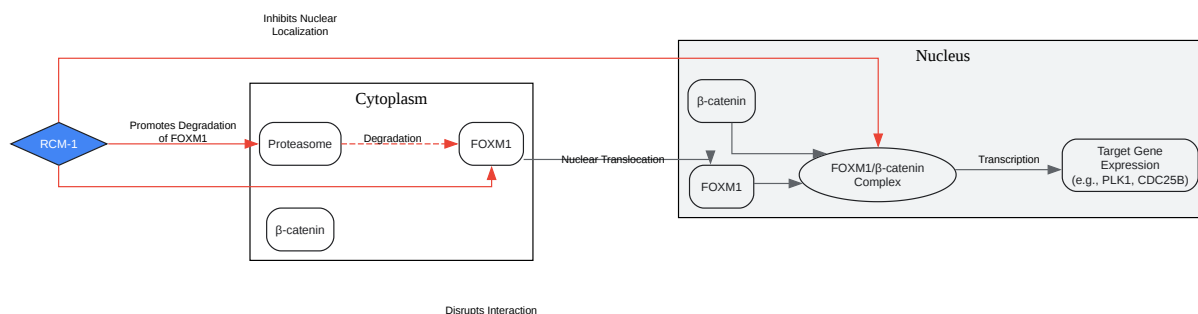 Inhibits Nuclear
Localization
Nucleus
Cytoplasm
β-catenin
RCM-1
Promotes Degradation
of FOXM1
Proteasome
Degradation
FOXM1
Nuclear Translocation
FOXM1
FOXM1/β-catenin
Complex
Transcription
Target Gene
Expression
(e.g., PLK1, CDC25B)
β-catenin
Disrupts Interaction